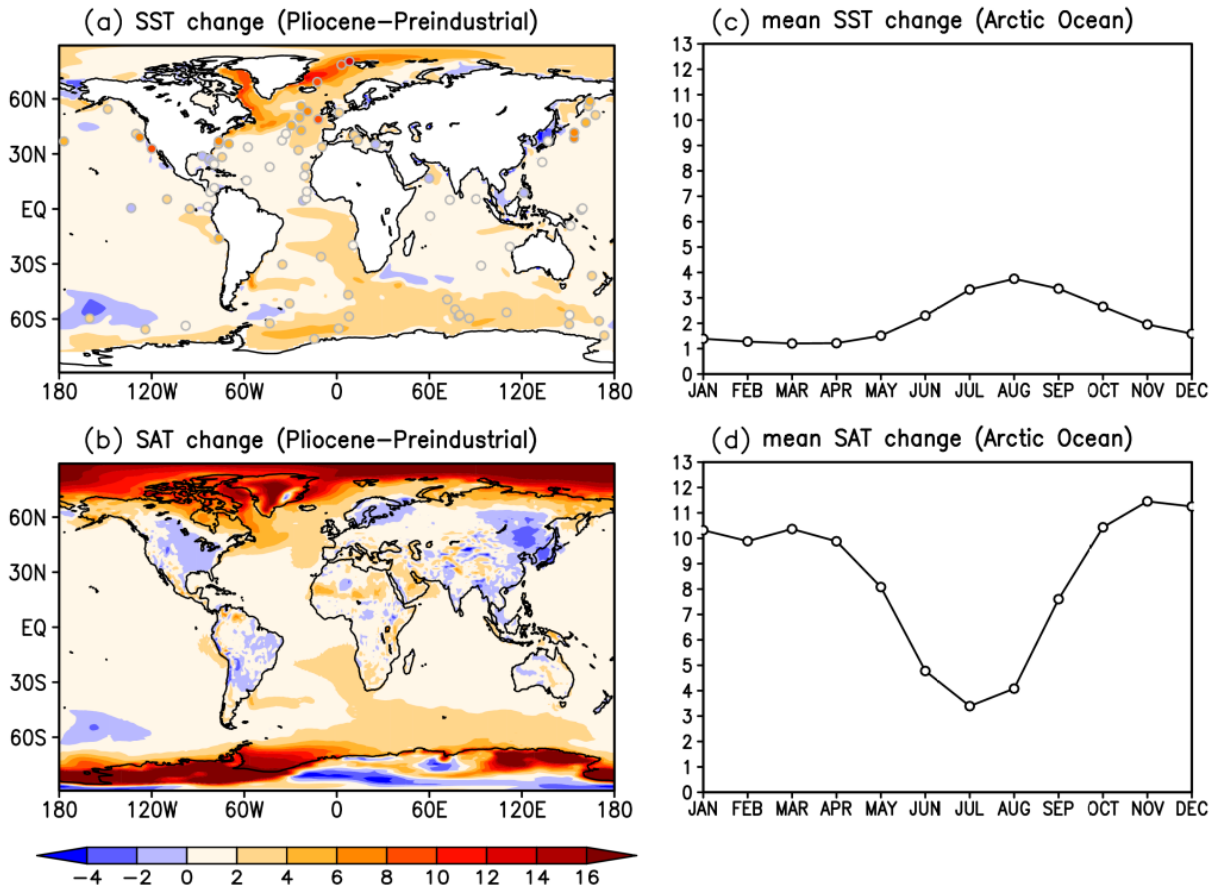 (a) SST change (Pliocene−Preindustrial)
60N
30N
EQ
30S
60S
180 120W 60W 0 60E 120E 180
(c) mean SST change (Arctic Ocean)
13
12
11
10
9
8
7
6
5
4
3
2
1
0
JAN FEB MAR APR MAY JUN JUL AUG SEP OCT NOV DEC
(b) SAT change (Pliocene−Preindustrial)
60N
30N
EQ
30S
60S
180 120W 60W 0 60E 120E 180
−4 −2 0 2 4 6 8 10 12 14 16
(d) mean SAT change (Arctic Ocean)
13
12
11
10
9
8
7
6
5
4
3
2
1
0
JAN FEB MAR APR MAY JUN JUL AUG SEP OCT NOV DEC